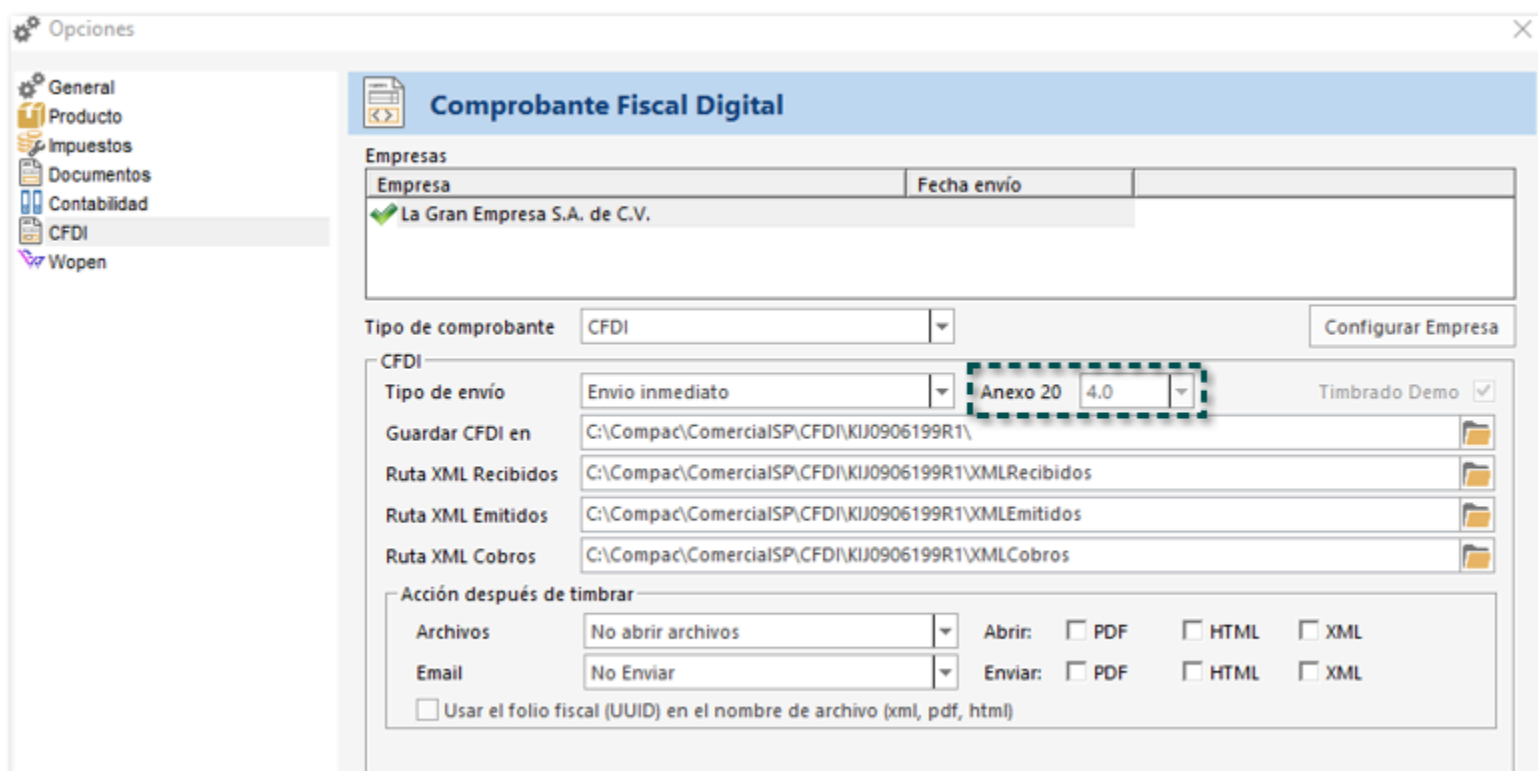 Opciones
General
Producto
Impuestos
Documentos
Contabilidad
CFDI
Wopen
Comprobante Fiscal Digital
Empresas
Empresa Fecha envío
La Gran Empresa S.A. de C.V.
Tipo de comprobante CFDI Configurar Empresa
CFDI
Tipo de envío Envio inmediato Anexo 20 4.0 Timbrado Demo
Guardar CFDI en C:\Compac\ComercialSP\CFDI\KIJ0906199R1\
Ruta XML Recibidos C:\Compac\ComercialSP\CFDI\KIJ0906199R1\XMLRecibidos
Ruta XML Emitidos C:\Compac\ComercialSP\CFDI\KIJ0906199R1\XMLEmitidos
Ruta XML Cobros C:\Compac\ComercialSP\CFDI\KIJ0906199R1\XMLCobros
Acción después de timbrar
Archivos No abrir archivos Abrir: PDF HTML XML
Email No Enviar Enviar: PDF HTML XML
Usar el folio fiscal (UUID) en el nombre de archivo (xml, pdf, html)